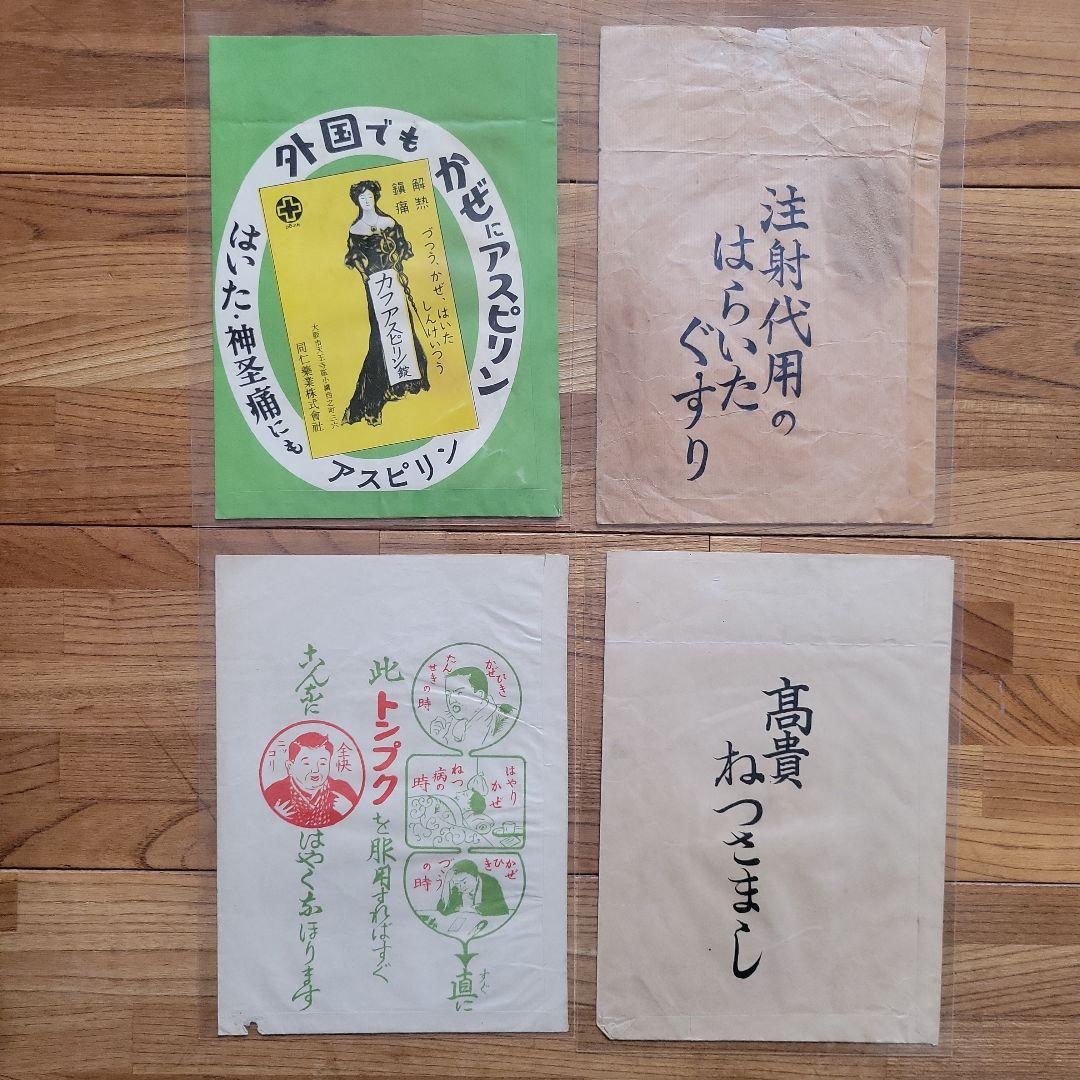 外国でも
かぜにアスピリン
はいた・神圣痛にも
アスピリン
解熱
鎮痛
づつう、かぜ、はいた
しんけいつう
カフアスピリン錠
同仁藥業株式會社
注射代用の
はらいた
ぐすり
かぜひき
たん
せきの時
はやり
かぜ
ねつ
病の
時
かぜ
ひき
づつう
の時
直に
すぐ
此トンプクを服用すればすぐ
こんなに
全快
ニッコリ
はやくなほります
高貴
ねつさまし